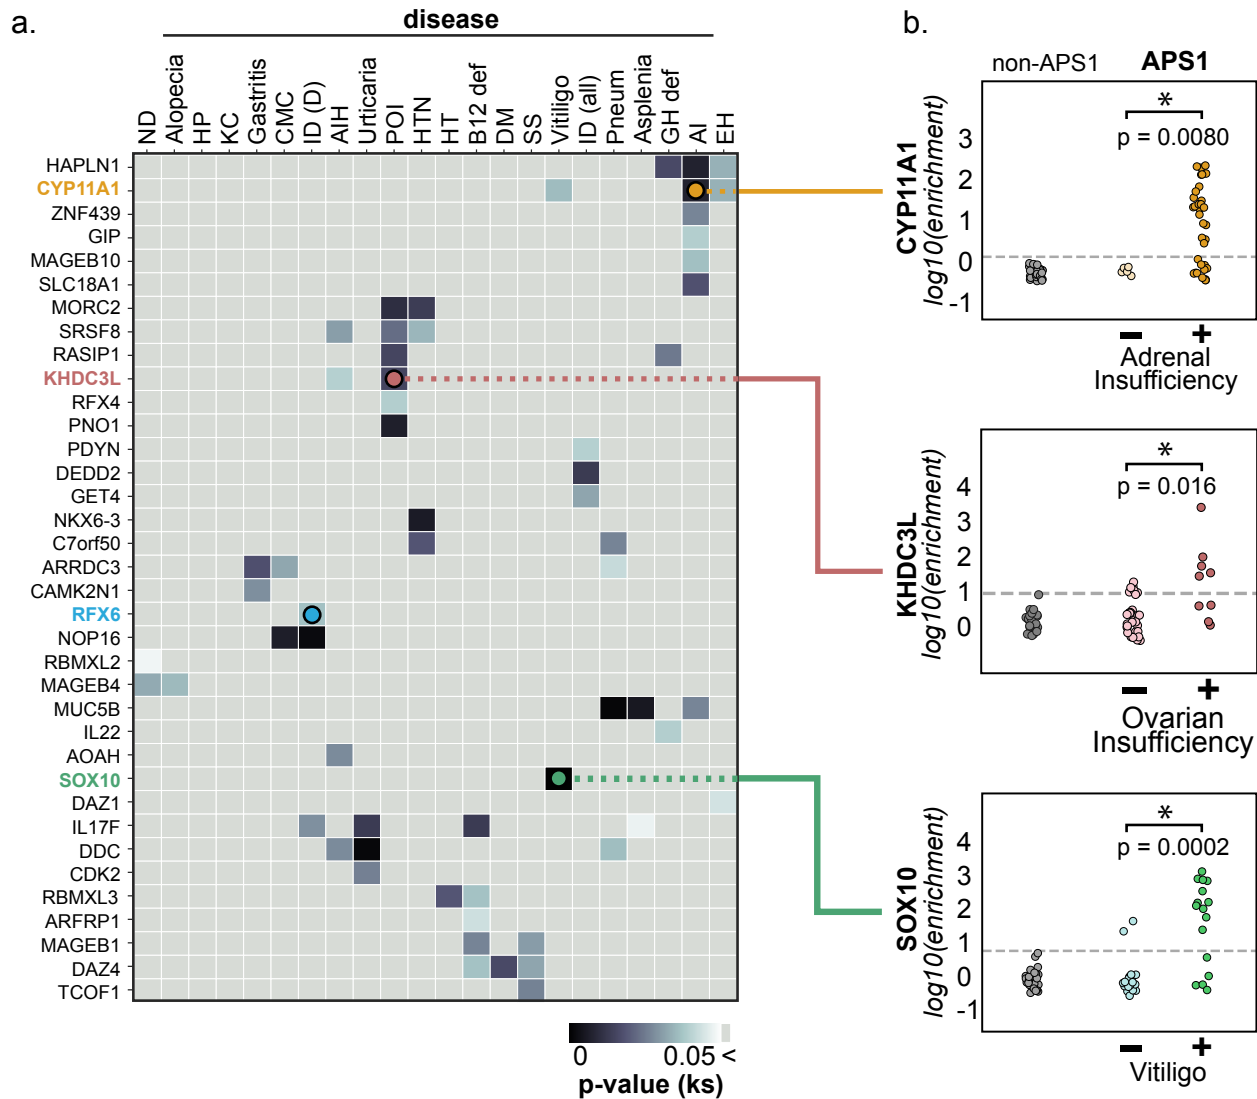 a.
disease
ND
Alopecia
HP
KC
Gastritis
CMC
ID (D)
AIH
Urticaria
POI
HTN
HT
B12 def
DM
SS
Vitiligo
ID (all)
Pneum
Asplenia
GH def
AI
EH
HAPLN1
CYP11A1
ZNF439
GIP
MAGEB10
SLC18A1
MORC2
SRSF8
RASIP1
KHDC3L
RFX4
PNO1
PDYN
DEDD2
GET4
NKX6-3
C7orf50
ARRDC3
CAMK2N1
RFX6
NOP16
RBMXL2
MAGEB4
MUC5B
IL22
AOAH
SOX10
DAZ1
IL17F
DDC
CDK2
RBMXL3
ARFRP1
MAGEB1
DAZ4
TCOF1
0 0.05 <
p-value (ks)
b.
non-APS1 APS1
CYP11A1
log10(enrichment)
3
2
1
0
-1
*
p = 0.0080
− +
Adrenal
Insufficiency
KHDC3L
log10(enrichment)
4
3
2
1
0
*
p = 0.016
− +
Ovarian
Insufficiency
SOX10
log10(enrichment)
4
3
2
1
0
-1
*
p = 0.0002
− +
Vitiligo